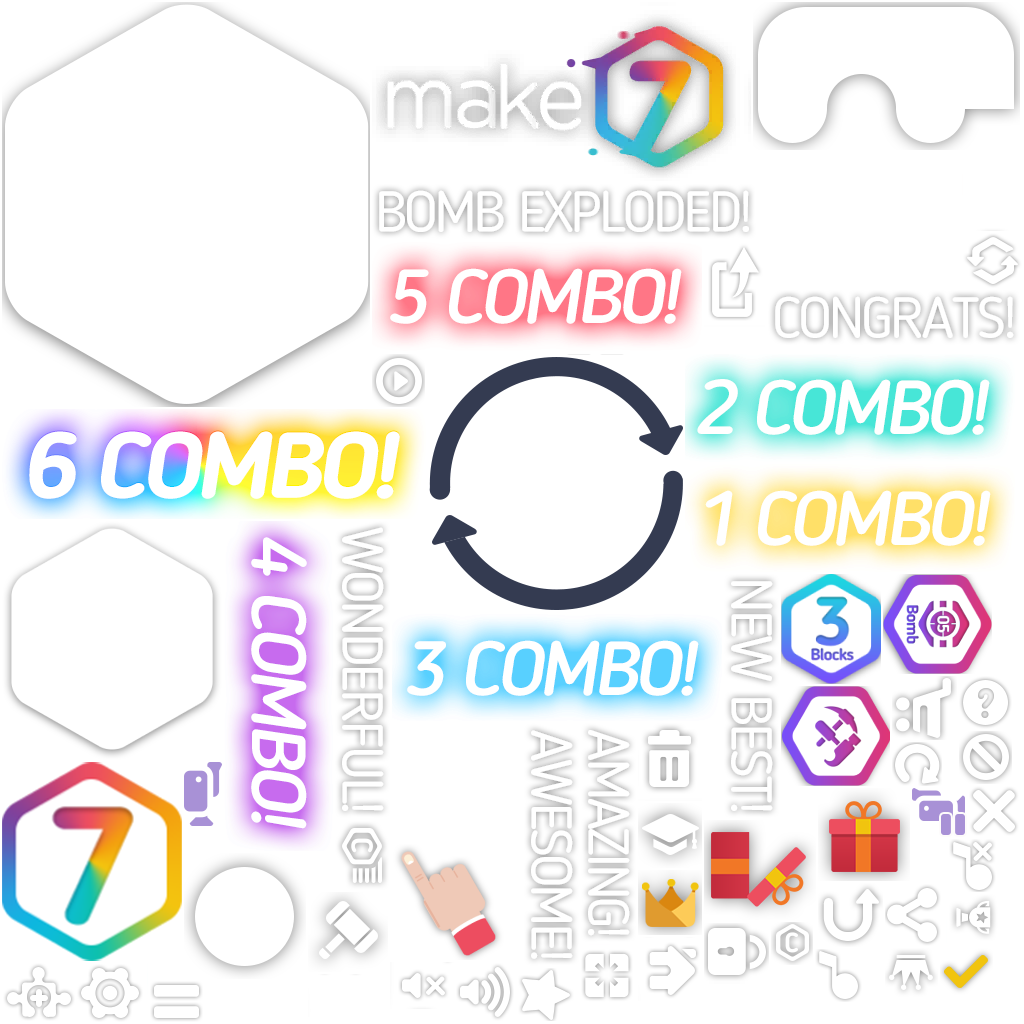 make 7
BOMB EXPLODED!
5 COMBO!
CONGRATS!
2 COMBO!
6 COMBO!
1 COMBO!
4 COMBO!
WONDERFUL!
3 COMBO!
NEW BEST!
3
Blocks
05
Bomb
AWESOME!
AMAZING!
7
C
C
?